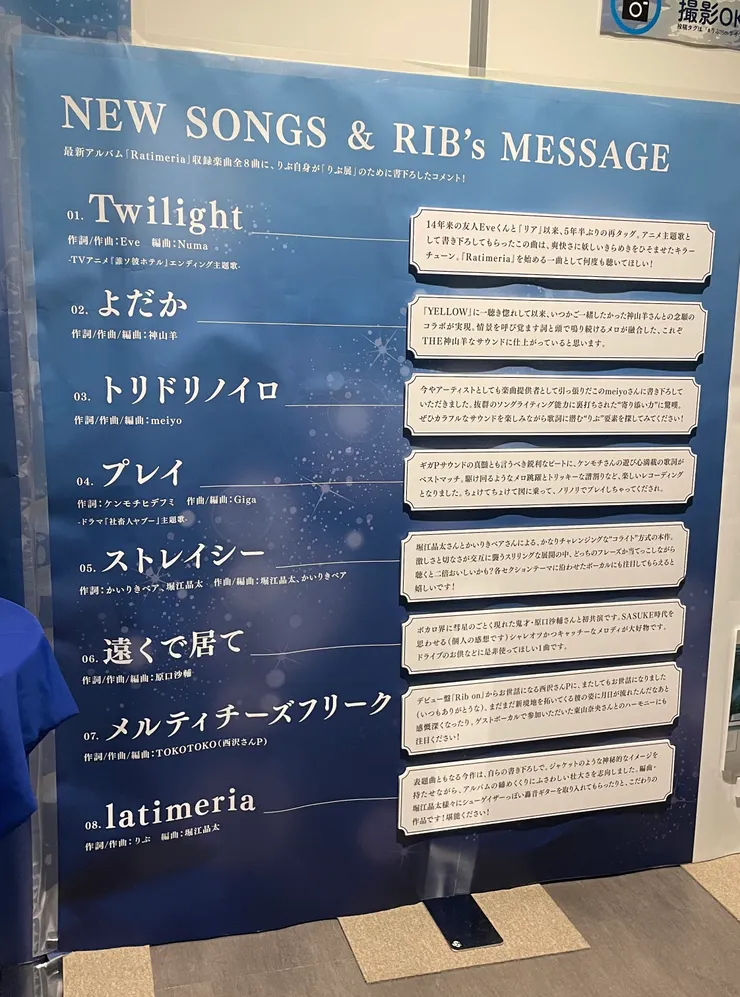 撮影OK
NEW SONGS & RIB's MESSAGE
最新アルバム「Ratimeria」収録楽曲全8曲に、りぶ自身が「りぶ展」のために書下ろしたコメント!
01. Twilight
作詞/作曲:Eve 編曲:Numa
-TVアニメ「誰ソ彼ホテル」エンディング主題歌-
14年来の友人Eveくんと「リア」以来、5年半ぶりの再タッグ。アニメ主題歌と
して書き下ろしてもらったこの曲は、爽快さに妖しいきらめきをひそませたキラー
チューン。「Ratimeria」を始める一曲として何度も聴いてほしい!
02. よだか
作詞/作曲/編曲:神山羊
「YELLOW」に一聴き惚れして以来、いつかご一緒したかった神山羊さんとの念願の
コラボが実現。情景を呼び覚ます詞と頭で鳴り続けるメロが融合した、これぞ
THE神山羊なサウンドに仕上がっていると思います。
03. トリドリノイロ
作詞/作曲/編曲:meiyo
今やアーティストとしても楽曲提供者として引っ張りだこのmeiyoさんに書き下ろして
いただきました。抜群のソングライティング能力に裏打ちされた“寄り添い力”に驚嘆。
ぜひカラフルなサウンドを楽しみながら歌詞に潜む“りぶ”要素を探してみてください!
04. プレイ
作詞:ケンモチヒデフミ 作曲/編曲:Giga
-ドラマ「社畜人ヤブー」主題歌-
ギガPサウンドの真髄とも言うべき鋭利なビートに、ケンモチさんの遊び心満載の歌詞が
ベストマッチ。駆け回るようなメロ跳躍とトリッキーな譜割りなど、楽しいレコーディング
となりました。ちょけてちょけて図に乗って、ノリノリでプレイしちゃってくだされ。
05. ストレイシー
作詞:かいりきベア、堀江晶太 作曲/編曲:堀江晶太、かいりきベア
堀江晶太さんとかいりきベアさんによる、かなりチャレンジングな“コライト”方式の本作。
激しさと切なさが交互に襲うスリリングな展開の中、どっちのフレーズか当てっこしながら
聴くと二倍おいしいかも?各セクションテーマに沿わせたボーカルにも注目してもらえると
嬉しいです!
06. 遠くで居て
作詞/作曲/編曲:原口沙輔
ボカロ界に彗星のごとく現れた鬼才・原口沙輔さんと初共演です。SASUKE時代を
思わせる(個人の感想です)シャレオツかつキャッチーなメロディが大好物です。
ドライブのお供などに是非使ってほしい1曲です。
07. メルティチーズフリーク
作詞/作曲/編曲:TOKOTOKO(西沢さんP)
デビュー盤「Rib on」からお世話になる西沢さんPに、またしてもお世話になりました
(いつもありがとうな)。まだまだ新境地を拓いてくる彼の姿に月日が流れたんだなあと
感慨深くなったり。ゲストボーカルで参加いただいた東山奈央さんとのハーモニーにも
注目ください!
08. latimeria
作詞/作曲:りぶ 編曲:堀江晶太
表題曲ともなる今作は、自らの書き下ろしで、ジャケットのような神秘的なイメージを
持たせながら、アルバムの締めくくりにふさわしい壮大さを志向しました。編曲・
堀江晶太様々にシューゲイザーっぽい轟音ギターを取り入れてもらったりと、こだわりの
作品です!堪能ください!